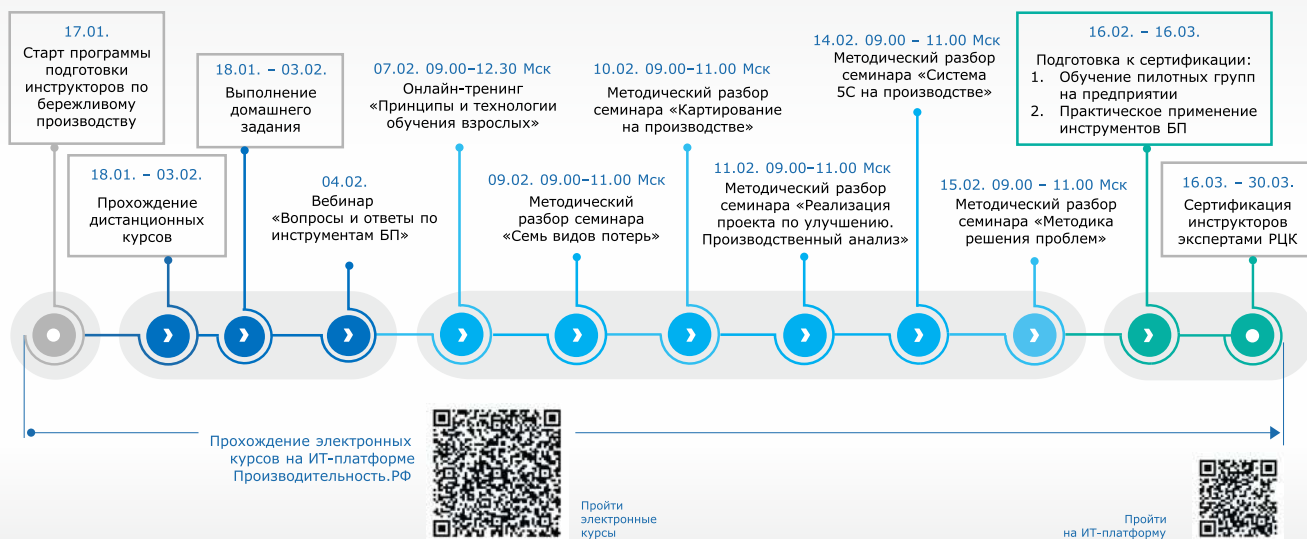 17.01.
Старт программы
подготовки
инструкторов по
бережливому
производству
18.01. – 03.02.
Прохождение
дистанционных
курсов
18.01. – 03.02.
Выполнение
домашнего
задания
04.02.
Вебинар
«Вопросы и ответы по
инструментам БП»
07.02. 09.00–12.30 Мск
Онлайн-тренинг
«Принципы и технологии
обучения взрослых»
09.02. 09.00–11.00 Мск
Методический
разбор семинара
«Семь видов потерь»
10.02. 09.00–11.00 Мск
Методический разбор
семинара «Картирование
на производстве»
11.02. 09.00–11.00 Мск
Методический разбор
семинара «Реализация
проекта по улучшению.
Производственный анализ»
14.02. 09.00 – 11.00 Мск
Методический разбор
семинара «Система
5С на производстве»
15.02. 09.00 – 11.00 Мск
Методический разбор
семинара «Методика
решения проблем»
16.02. – 16.03.
Подготовка к сертификации:
1. Обучение пилотных групп
на предприятии
2. Практическое применение
инструментов БП
16.03. – 30.03.
Сертификация
инструкторов
экспертами РЦК
Прохождение электронных
курсов на ИТ-платформе
Производительность.РФ
Пройти
электронные
курсы
Пройти
на ИТ-платформу